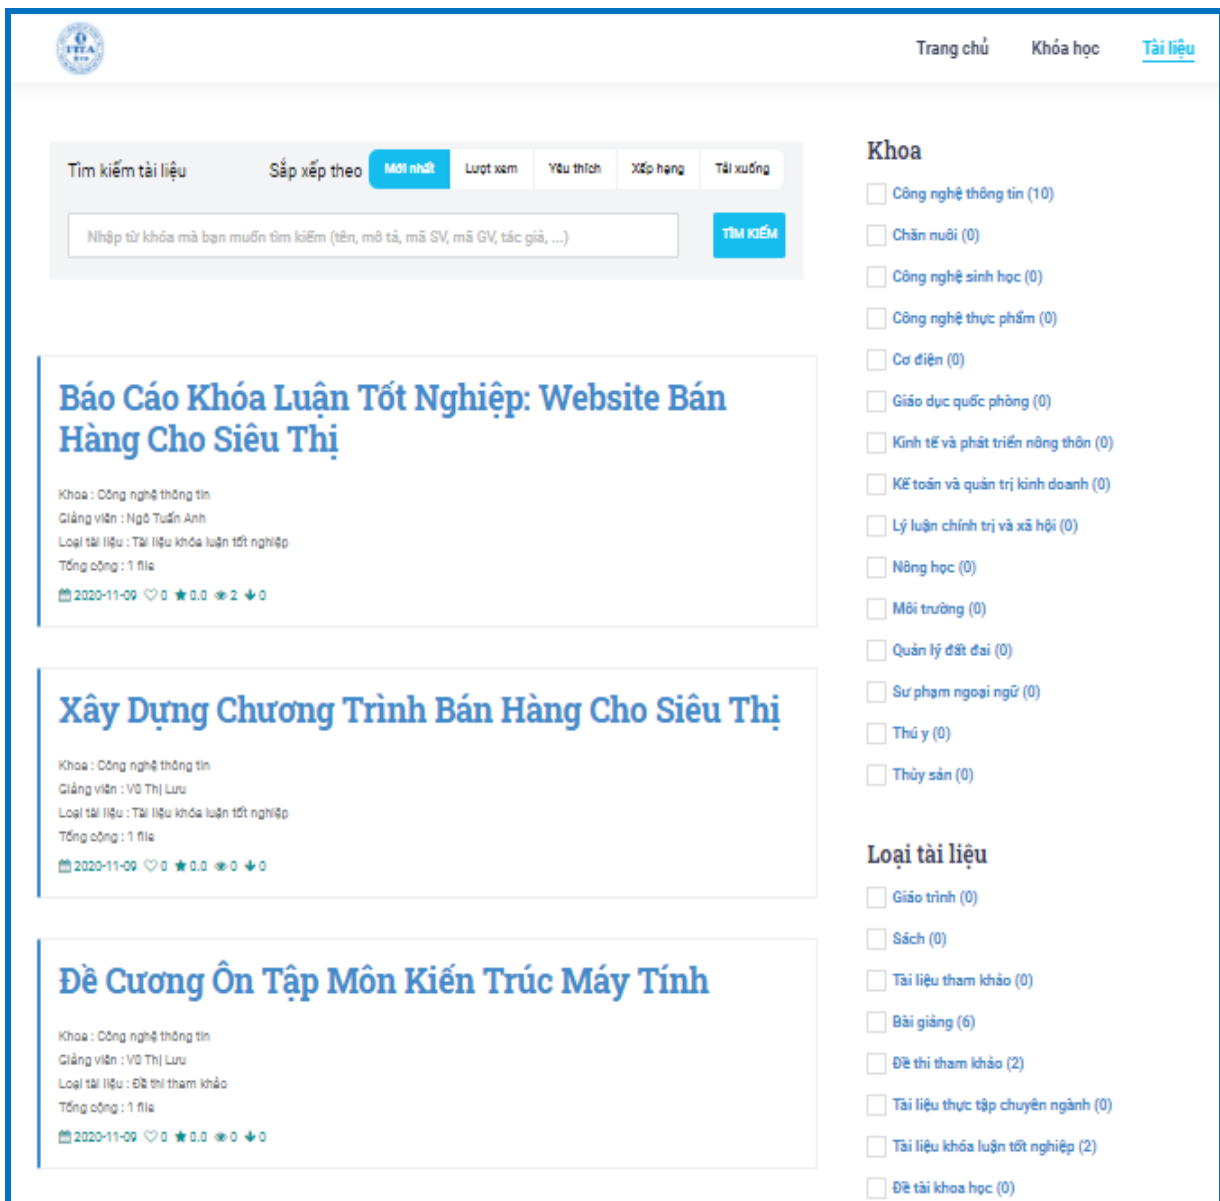 FITA
Trang chủ Khóa học Tài liệu
Tìm kiếm tài liệu Sắp xếp theo Mới nhất Lượt xem Yêu thích Xếp hạng Tải xuống
Nhập từ khóa mà bạn muốn tìm kiếm (tên, mô tả, mã SV, mã GV, tác giả, ...) TÌM KIẾM
Báo Cáo Khóa Luận Tốt Nghiệp: Website Bán
Hàng Cho Siêu Thị
Khoa : Công nghệ thông tin
Giảng viên : Ngô Tuấn Anh
Loại tài liệu : Tài liệu khóa luận tốt nghiệp
Tổng cộng : 1 file
2020-11-09 0 0.0 2 0
Xây Dựng Chương Trình Bán Hàng Cho Siêu Thị
Khoa : Công nghệ thông tin
Giảng viên : Vũ Thị Lưu
Loại tài liệu : Tài liệu khóa luận tốt nghiệp
Tổng cộng : 1 file
2020-11-09 0 0.0 0 0
Đề Cương Ôn Tập Môn Kiến Trúc Máy Tính
Khoa : Công nghệ thông tin
Giảng viên : Vũ Thị Lưu
Loại tài liệu : Đề thi tham khảo
Tổng cộng : 1 file
2020-11-09 0 0.0 0 0
Khoa
Công nghệ thông tin (10)
Chăn nuôi (0)
Công nghệ sinh học (0)
Công nghệ thực phẩm (0)
Cơ điện (0)
Giáo dục quốc phòng (0)
Kinh tế và phát triển nông thôn (0)
Kế toán và quản trị kinh doanh (0)
Lý luận chính trị và xã hội (0)
Nông học (0)
Môi trường (0)
Quản lý đất đai (0)
Sư phạm ngoại ngữ (0)
Thú y (0)
Thủy sản (0)
Loại tài liệu
Giáo trình (0)
Sách (0)
Tài liệu tham khảo (0)
Bài giảng (6)
Đề thi tham khảo (2)
Tài liệu thực tập chuyên ngành (0)
Tài liệu khóa luận tốt nghiệp (2)
Đề tài khoa học (0)